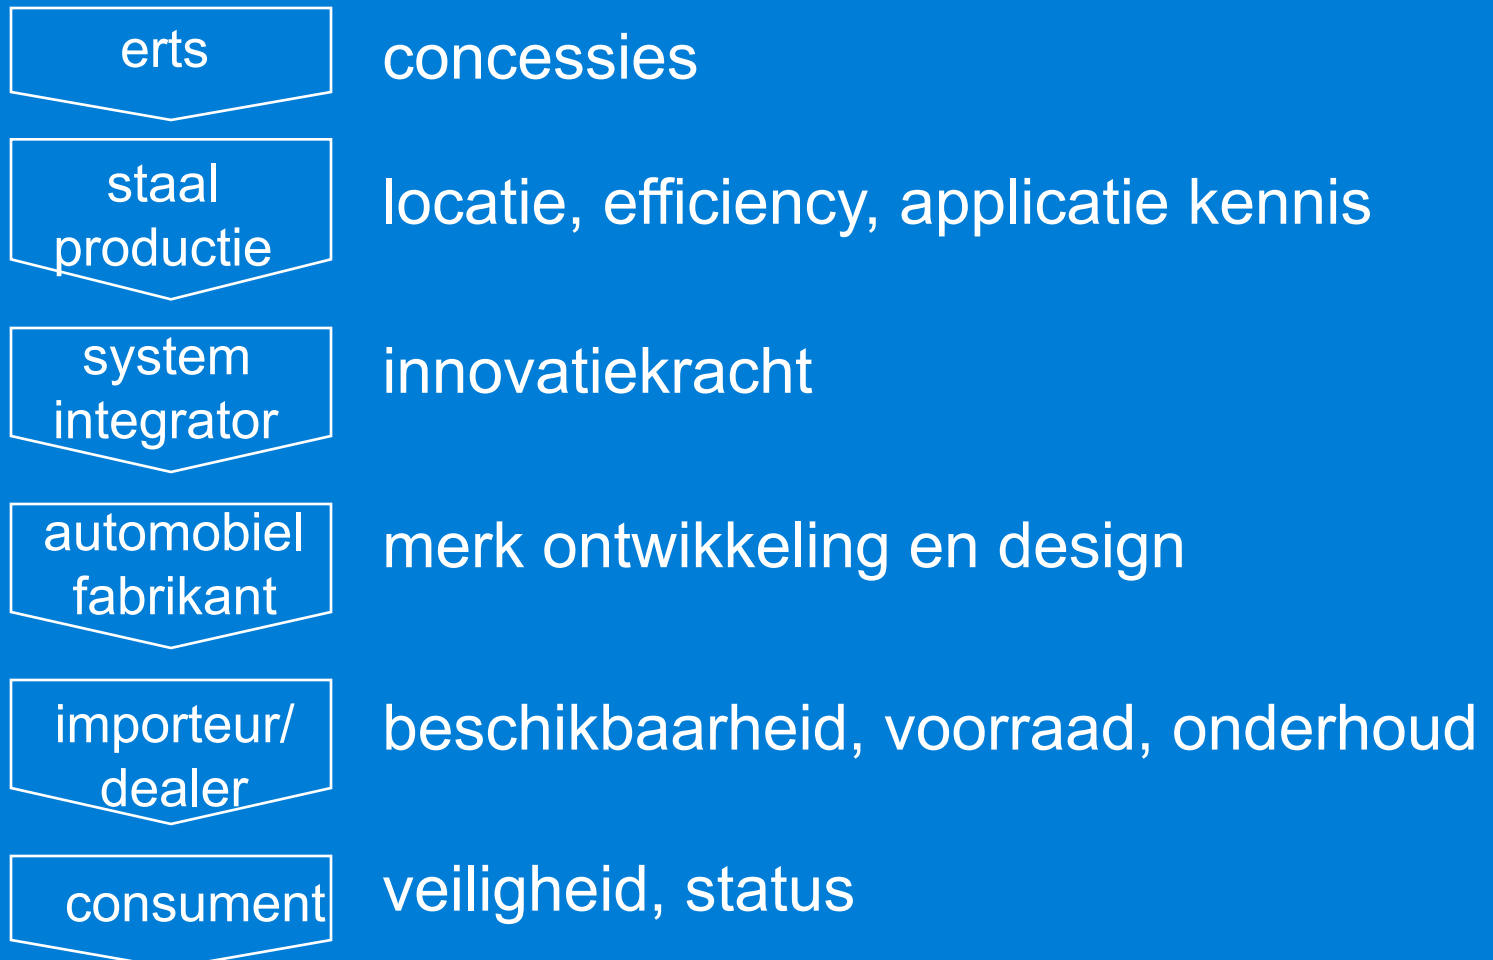 erts
concessies
staal
productie
locatie, efficiency, applicatie kennis
system
integrator
innovatiekracht
automobiel
fabrikant
merk ontwikkeling en design
importeur/
dealer
beschikbaarheid, voorraad, onderhoud
consument
veiligheid, status